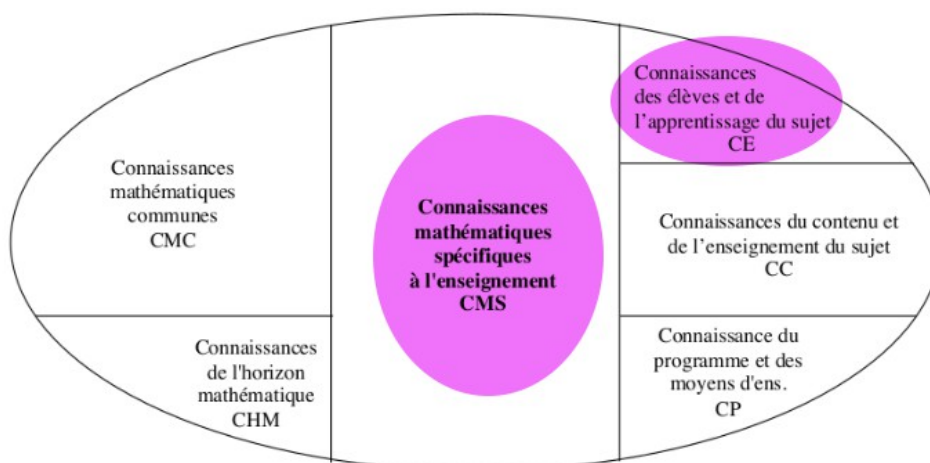 Connaissances
mathématiques
communes
CMC
Connaissances
de l'horizon
mathématique
CHM
Connaissances
mathématiques
spécifiques
à l'enseignement
CMS
Connaissances
des élèves et de
l’apprentissage du sujet
CE
Connaissances du contenu et
de l’enseignement du sujet
CC
Connaissance du
programme et des
moyens d'ens.
CP